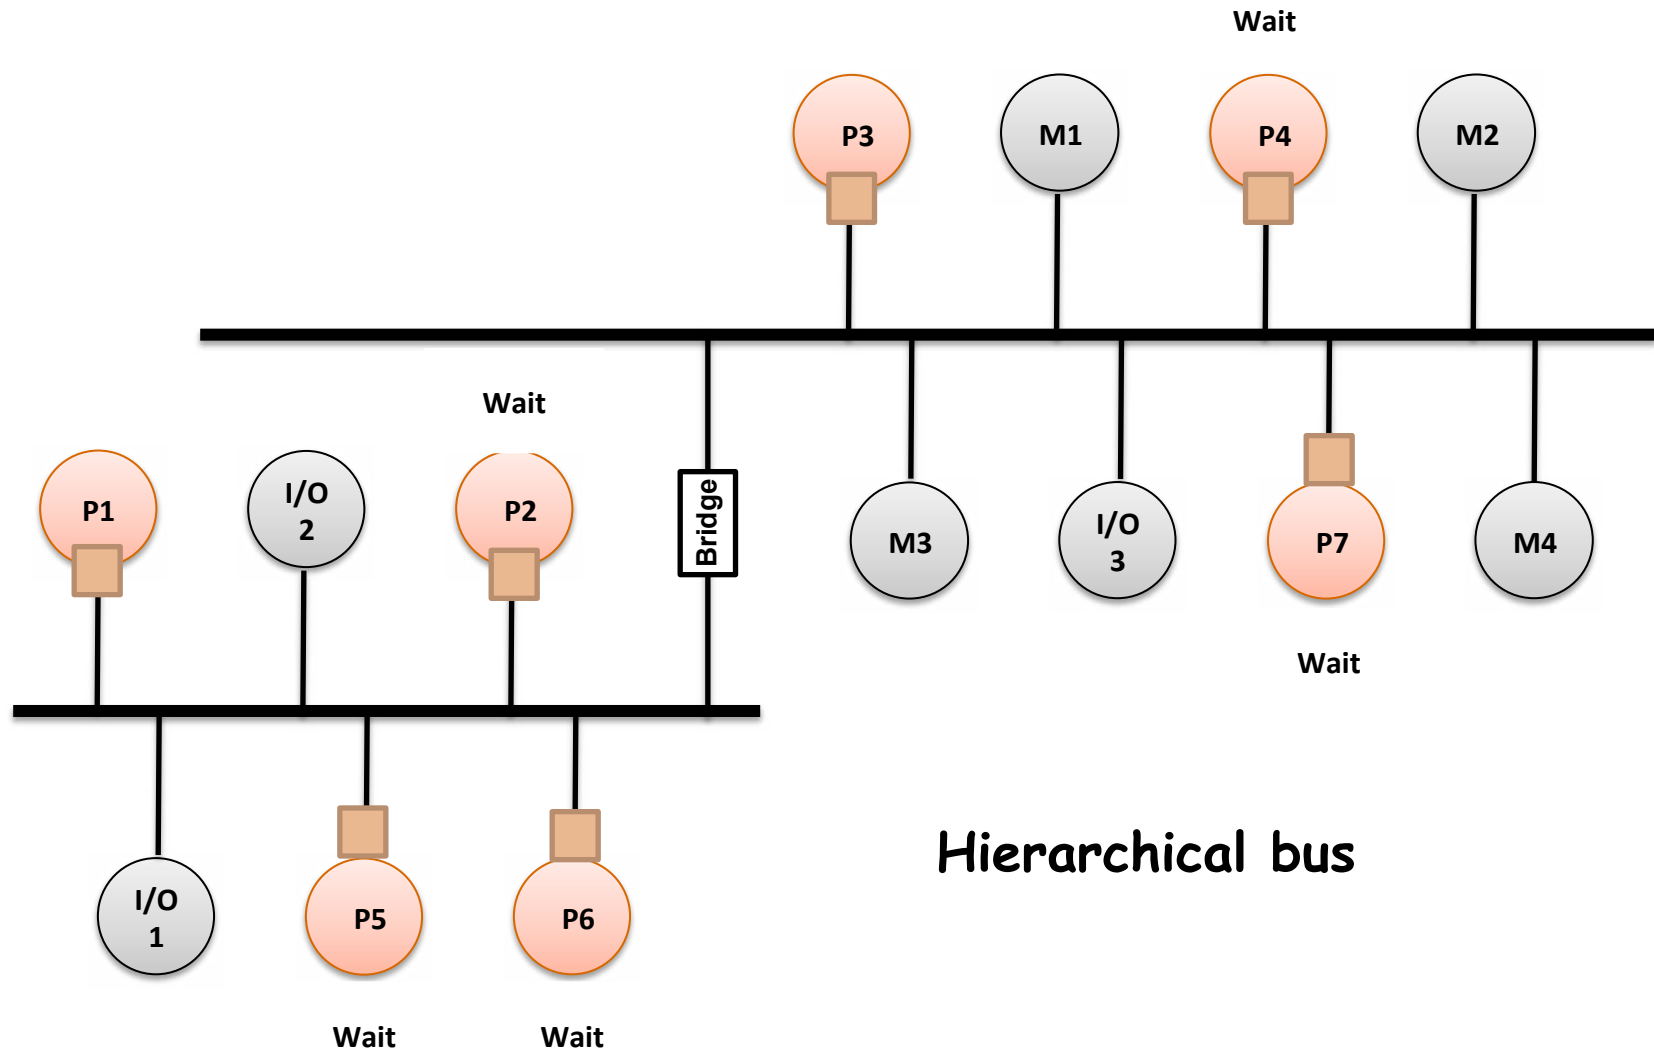 Wait
P3
M1
P4
M2
Wait
P1
I/O
2
P2
Bridge
M3
I/O
3
P7
M4
Wait
I/O
1
P5
P6
Hierarchical bus
Wait
Wait